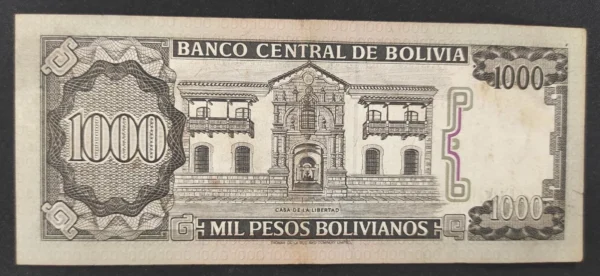 BANCO CENTRAL DE BOLIVIA
1000
1000
CASA DE LA LIBERTAD
1000
MIL PESOS BOLIVIANOS